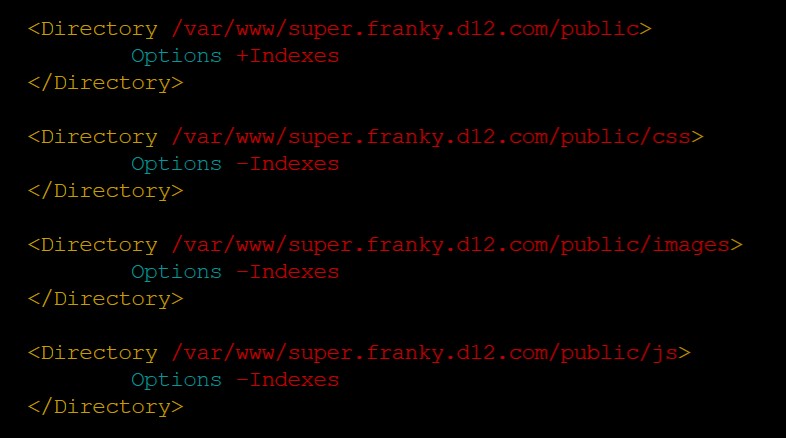 <Directory /var/www/super.franky.d12.com/public>
        Options +Indexes
</Directory>

<Directory /var/www/super.franky.d12.com/public/css>
        Options -Indexes
</Directory>

<Directory /var/www/super.franky.d12.com/public/images>
        Options -Indexes
</Directory>

<Directory /var/www/super.franky.d12.com/public/js>
        Options -Indexes
</Directory>